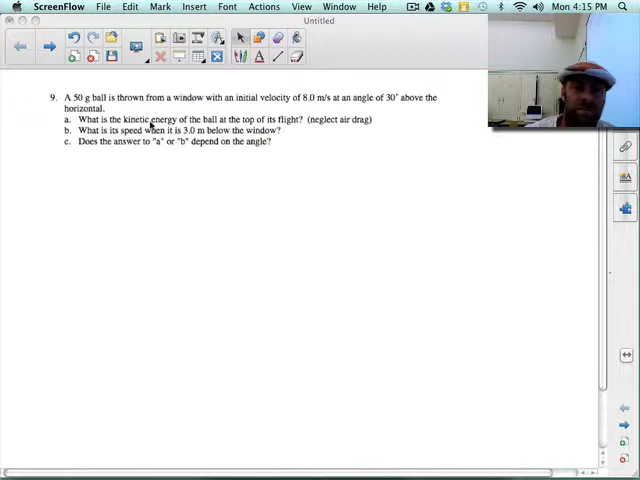 ScreenFlow File Edit Mark Insert Font Actions View Window Help Mon 4:15 PM
Untitled
9. A 50 g ball is thrown from a window with an initial velocity of 8.0 m/s at an angle of 30° above the
horizontal.
a. What is the kinetic energy of the ball at the top of its flight? (neglect air drag)
b. What is its speed when it is 3.0 m below the window?
c. Does the answer to "a" or "b" depend on the angle?